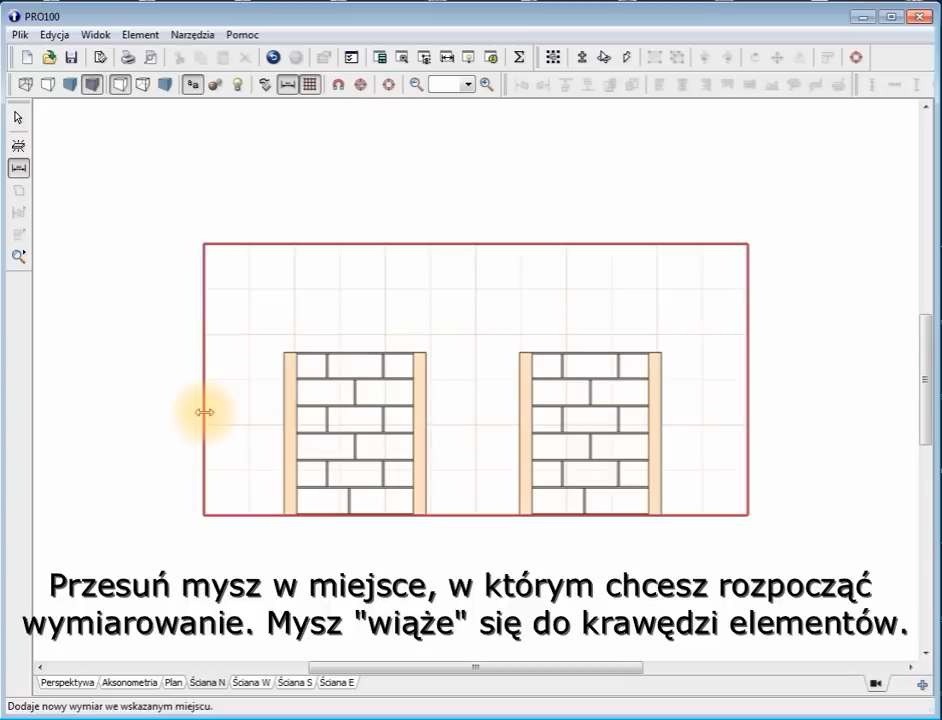 PRO100
Plik Edycja Widok Element Narzędzia Pomoc
Przesuń mysz w miejsce, w którym chcesz rozpocząć
wymiarowanie. Mysz "wiąże" się do krawędzi elementów.
Perspektywa Aksonometria Plan Ściana N Ściana W Ściana S Ściana E
Dodaje nowy wymiar we wskazanym miejscu.